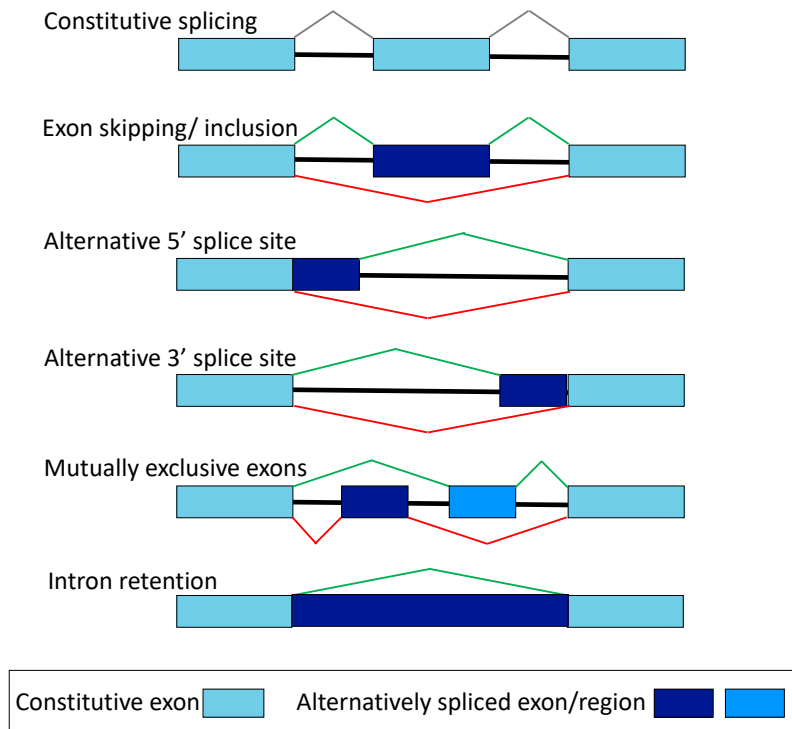 Constitutive splicing
Exon skipping/ inclusion
Alternative 5’ splice site
Alternative 3’ splice site
Mutually exclusive exons
Intron retention
Constitutive exon
Alternatively spliced exon/region